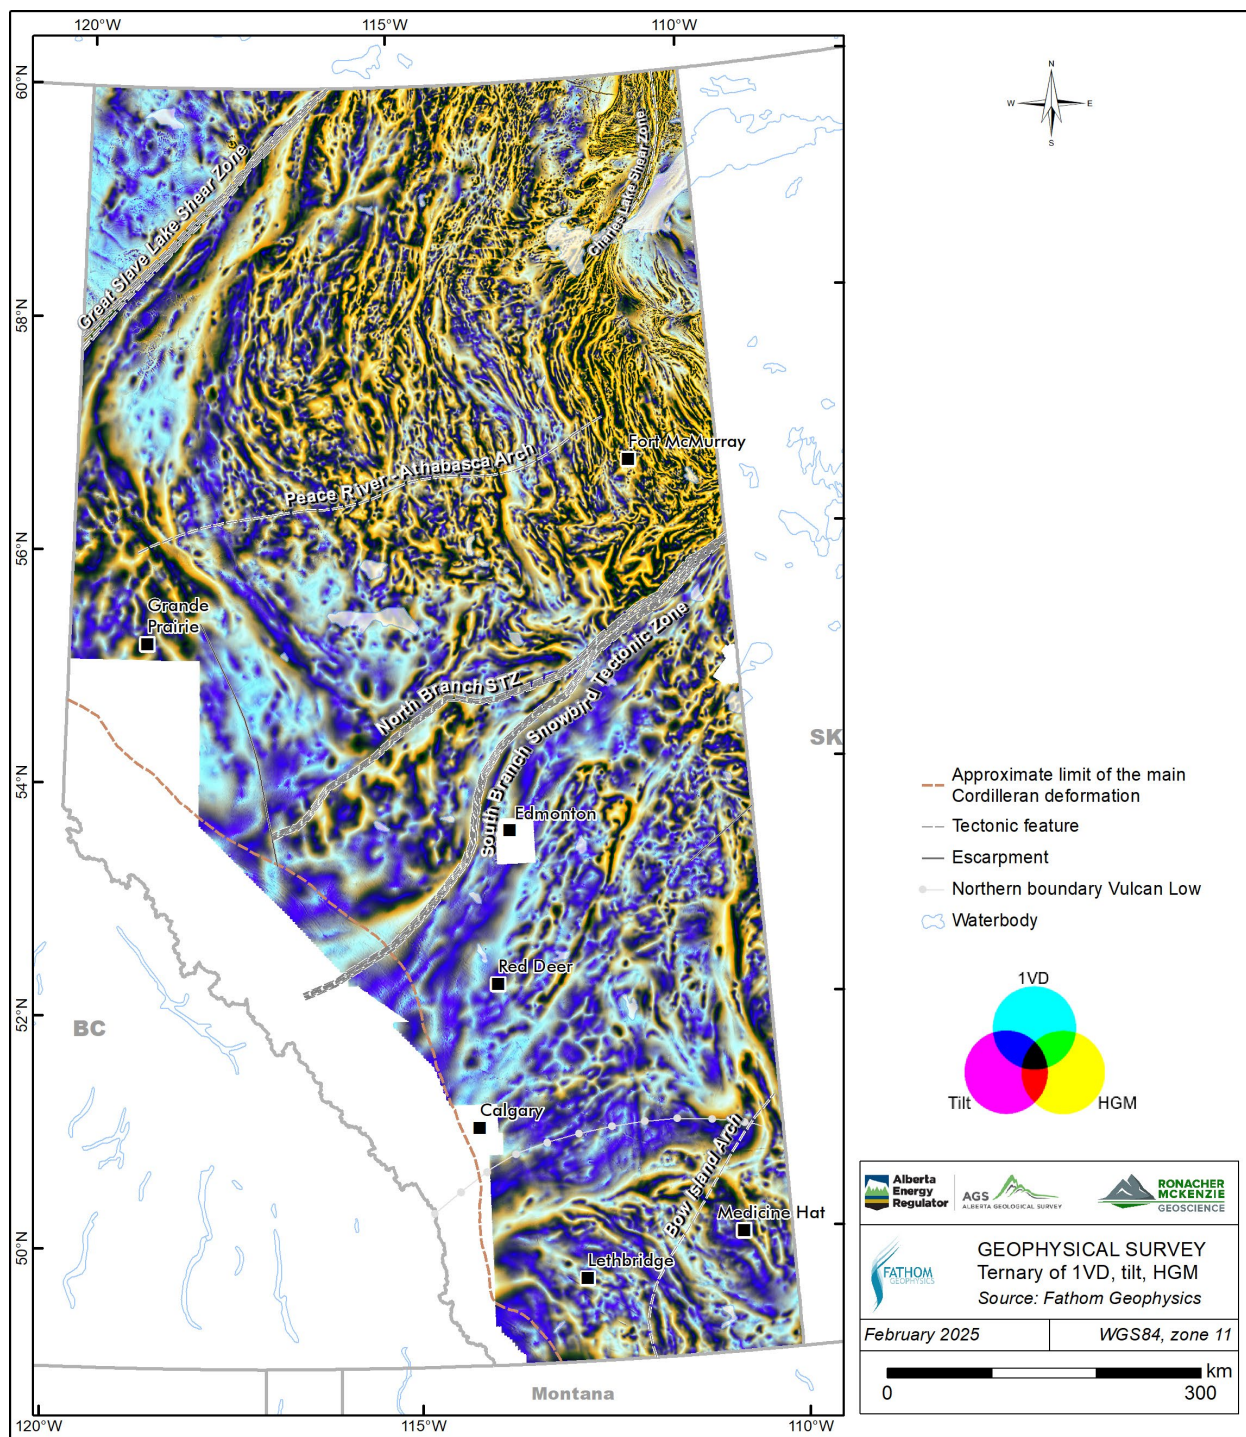 120°W
115°W
110°W
60°N
58°N
56°N
54°N
52°N
50°N
120°W
115°W
110°W
N
W
E
S
Great Slave Lake Shear Zone
Charles Lake Shear Zone
Fort McMurray
Peace River - Athabasca Arch
Grande
Prairie
North Branch STZ
South Branch Snowbird Tectonic Zone
Edmonton
Red Deer
Calgary
Bow Island Arch
Medicine Hat
Lethbridge
BC
SK
Montana
Approximate limit of the main
Cordilleran deformation
Tectonic feature
Escarpment
Northern boundary Vulcan Low
Waterbody
1VD
Tilt
HGM
Alberta
Energy
Regulator
AGS
ALBERTA GEOLOGICAL SURVEY
RONACHER
MCKENZIE
GEOSCIENCE
FATHOM
GEOPHYSICS
GEOPHYSICAL SURVEY
Ternary of 1VD, tilt, HGM
Source: Fathom Geophysics
February 2025
WGS84, zone 11
km
0
300